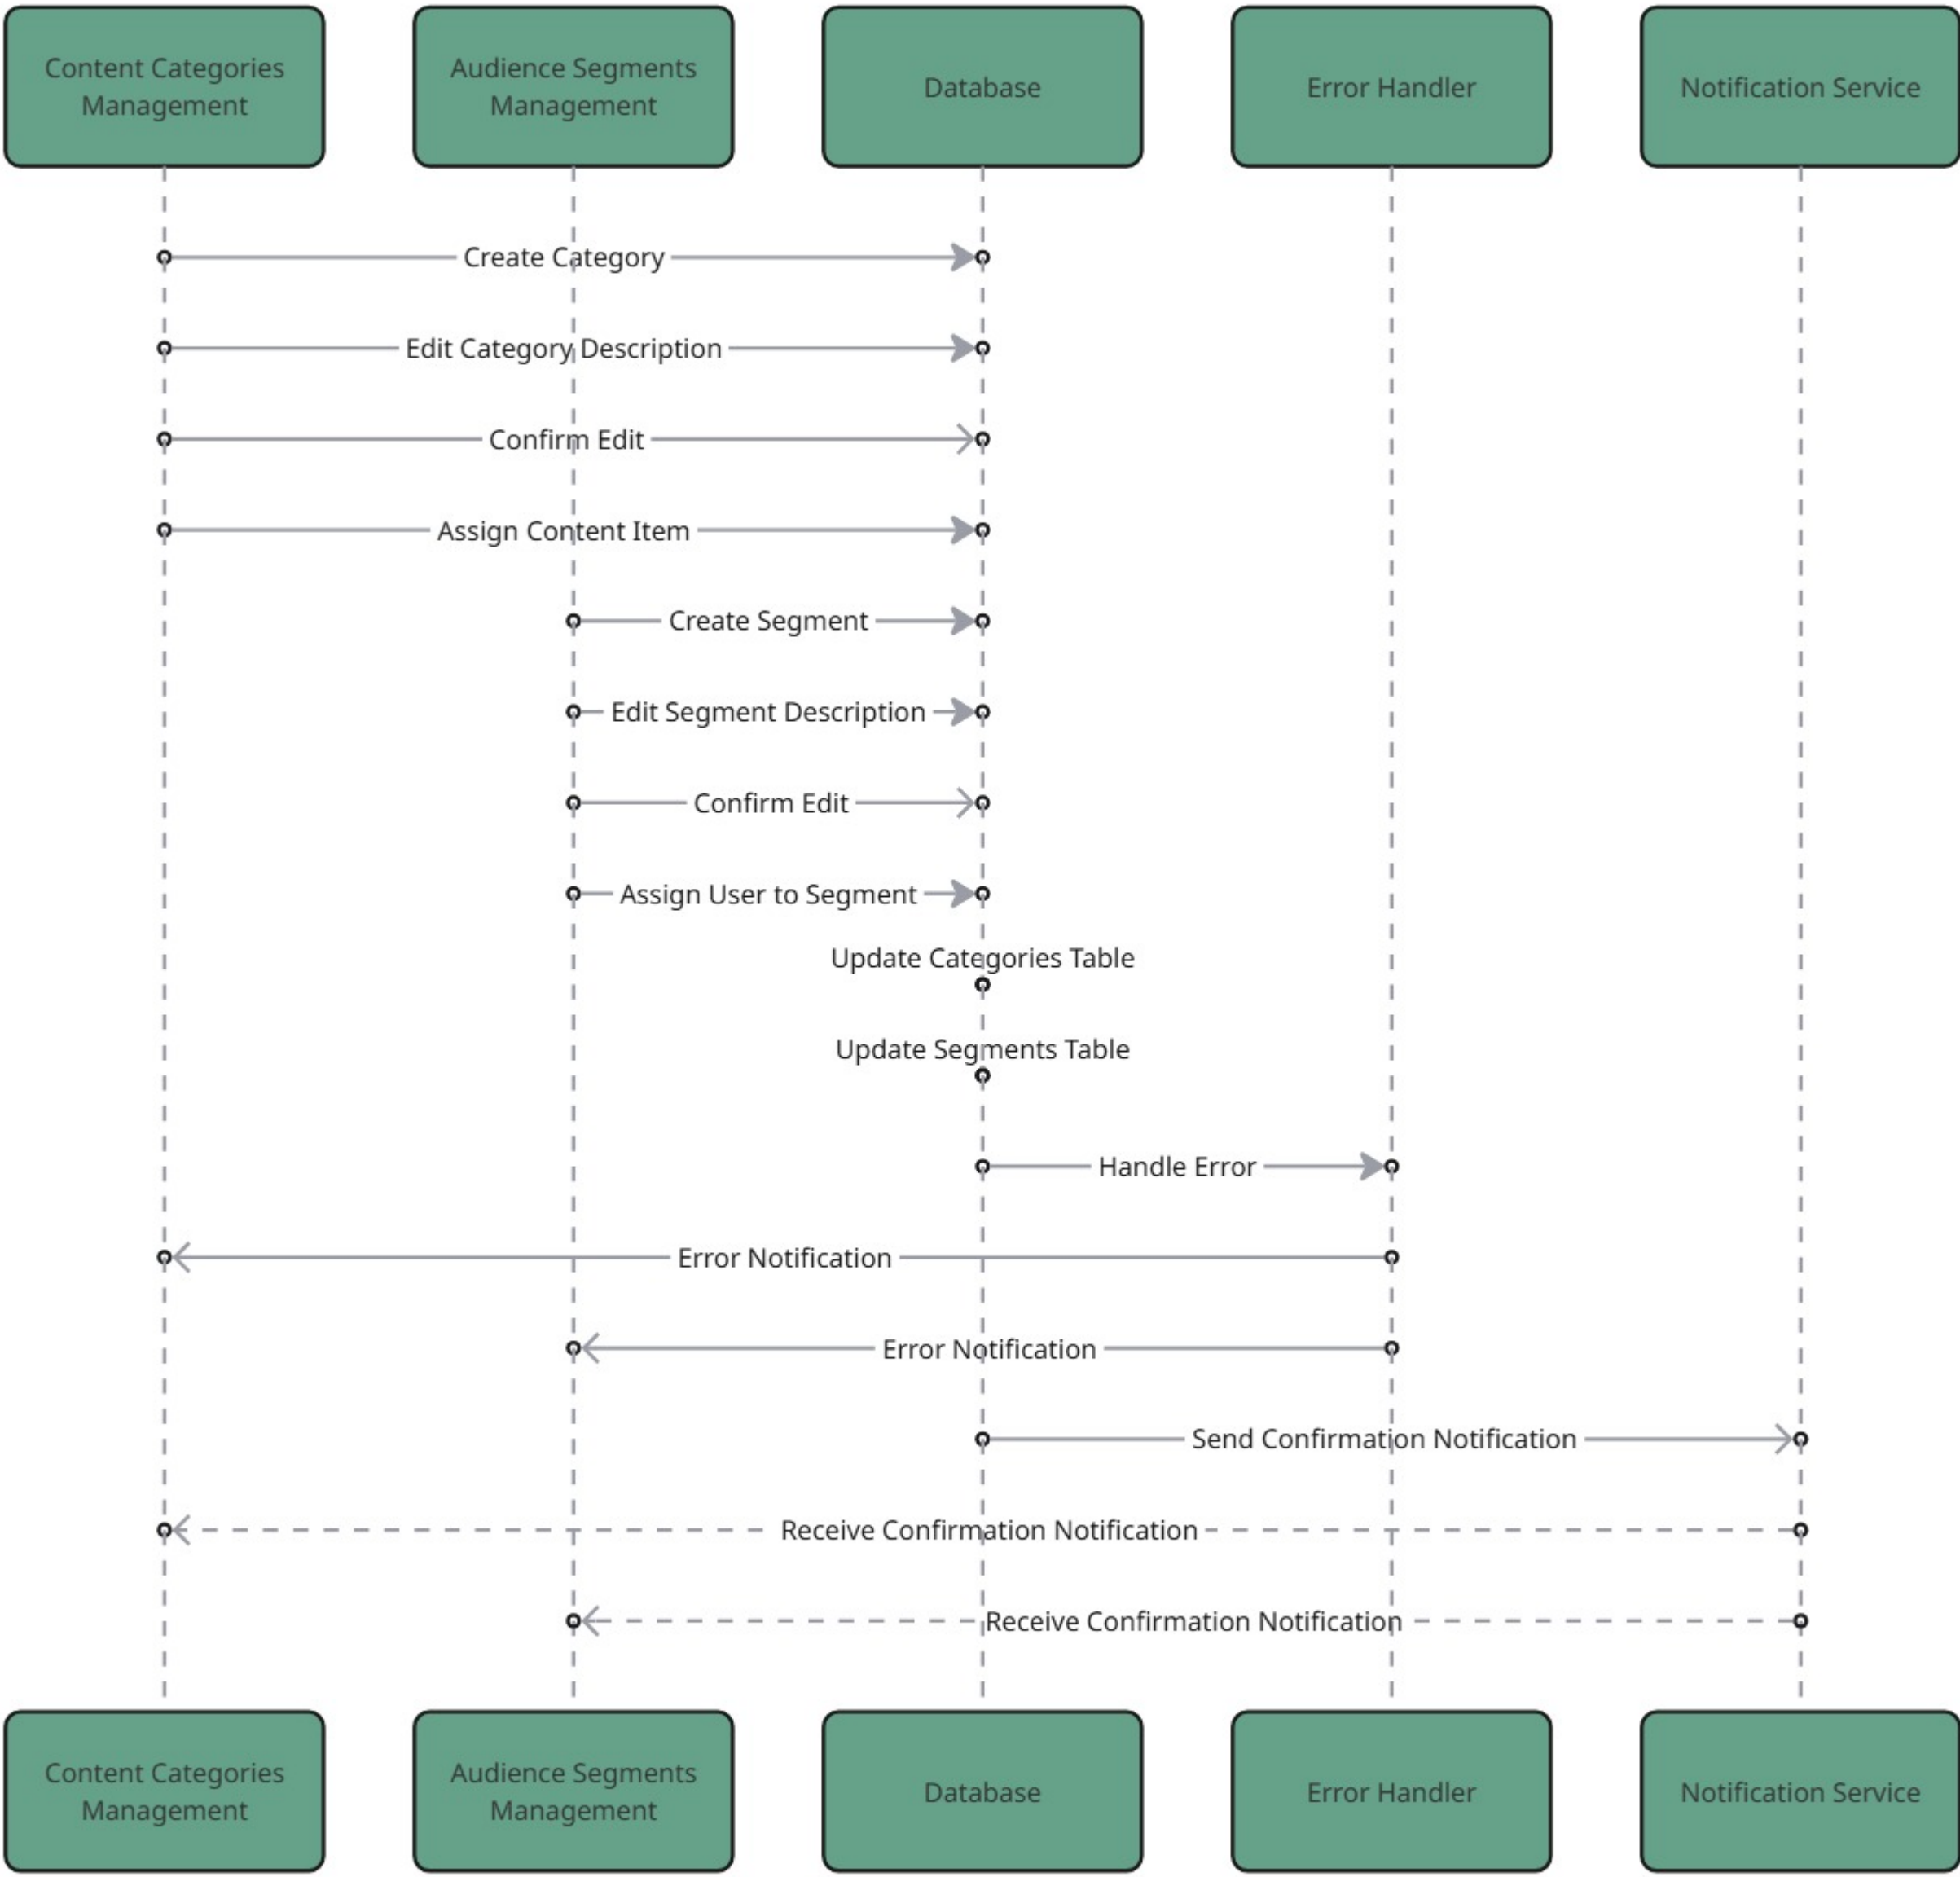 Content Categories
Management
Audience Segments
Management
Database
Error Handler
Notification Service
Create Category
Edit Category Description
Confirm Edit
Assign Content Item
Create Segment
Edit Segment Description
Confirm Edit
Assign User to Segment
Update Categories Table
Update Segments Table
Handle Error
Error Notification
Error Notification
Send Confirmation Notification
Receive Confirmation Notification
Receive Confirmation Notification
Content Categories
Management
Audience Segments
Management
Database
Error Handler
Notification Service